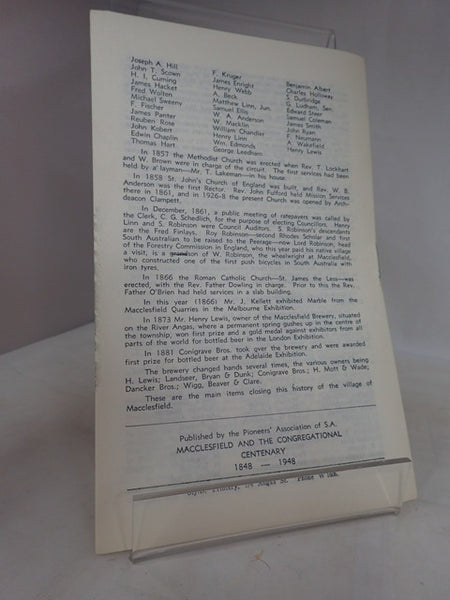 Joseph A. Hill
John T. Scown F. Kruger Benjamin Albert
H. I. Cuming James Enright Charles Holloway
James Hacket Henry Webb S. Durbridge
Fred Wolten A. Beck G. Ludham, Sen.
Michael Sweeny Matthew Linn, Jun. Edward Steer
F. Fischer Samuel Ellis Samuel Coleman
James Panter W. A. Anderson James Smith
Reuben Rose W. Macklin John Ryan
John Kobert William Chandler F. Neumann
Edwin Chaplin Henry Linn A. Wakefield
Thomas Hart. Wm. Edmonds Henry Lewis
George Leedham
In 1857 the Methodist Church was erected when Rev. T. Lockhart
and W. Brown were in charge of the circuit. The first services had been
held by a layman—Mr. T. Lakeman—in his house.
In 1858 St. John's Church of England was built, and Rev. W. B.
Anderson was the first Rector. Rev. John Fulford held Mission Services
there in 1861, and in 1926-8 the present Church was opened by Arch-
deacon Clampett.
In December, 1861, a public meeting of ratepayers was called by
the Clerk, C. G. Schedlich, for the purpose of electing Councillors. Henry
Linn and S. Robinson were Council Auditors. S. Robinson's descendants
are the Fred Finlays, Roy Robinson—second Rhodes Scholar and first
South Australian to be raised to the Peerage—now Lord Robinson, head
of the Forestry Commission in England, who this year paid his native village
a visit, is a grandson of W. Robinson, the wheelwright at Macclesfield,
who constructed one of the first push bicycles in South Australia with
iron tyres.
In 1866 the Roman Catholic Church—St. James the Less—was
erected, with the Rev. Father Dowling in charge. Prior to this the Rev.
Father O'Brien had held services in a slab building.
In this year (1866) Mr. J. Kellett exhibited Marble from the
Macclesfield Quarries in the Melbourne Exhibition.
In 1873 Mr. Henry Lewis, owner of the Macclesfield Brewery, situated
on the River Angas, where a permanent spring gushes up in the centre of
the township, won first prize and a gold medal against exhibitors from all
parts of the world for bottled beer in the London Exhibition.
In 1881 Conigrave Bros. took over the brewery and were awarded
first prize for bottled beer at the Adelaide Exhibition.
The brewery changed hands several times, the various owners being
H. Lewis; Landseer, Bryan & Dunk; Conigrave Bros.; H. Mott & Wade;
Dancker Bros.; Wigg, Beaver & Clare.
These are the main items closing this history of the village of
Macclesfield.
Published by the Pioneers' Association of S.A.
MACCLESFIELD AND THE CONGREGATIONAL
CENTENARY
1848 — 1948
Angas St. Phone